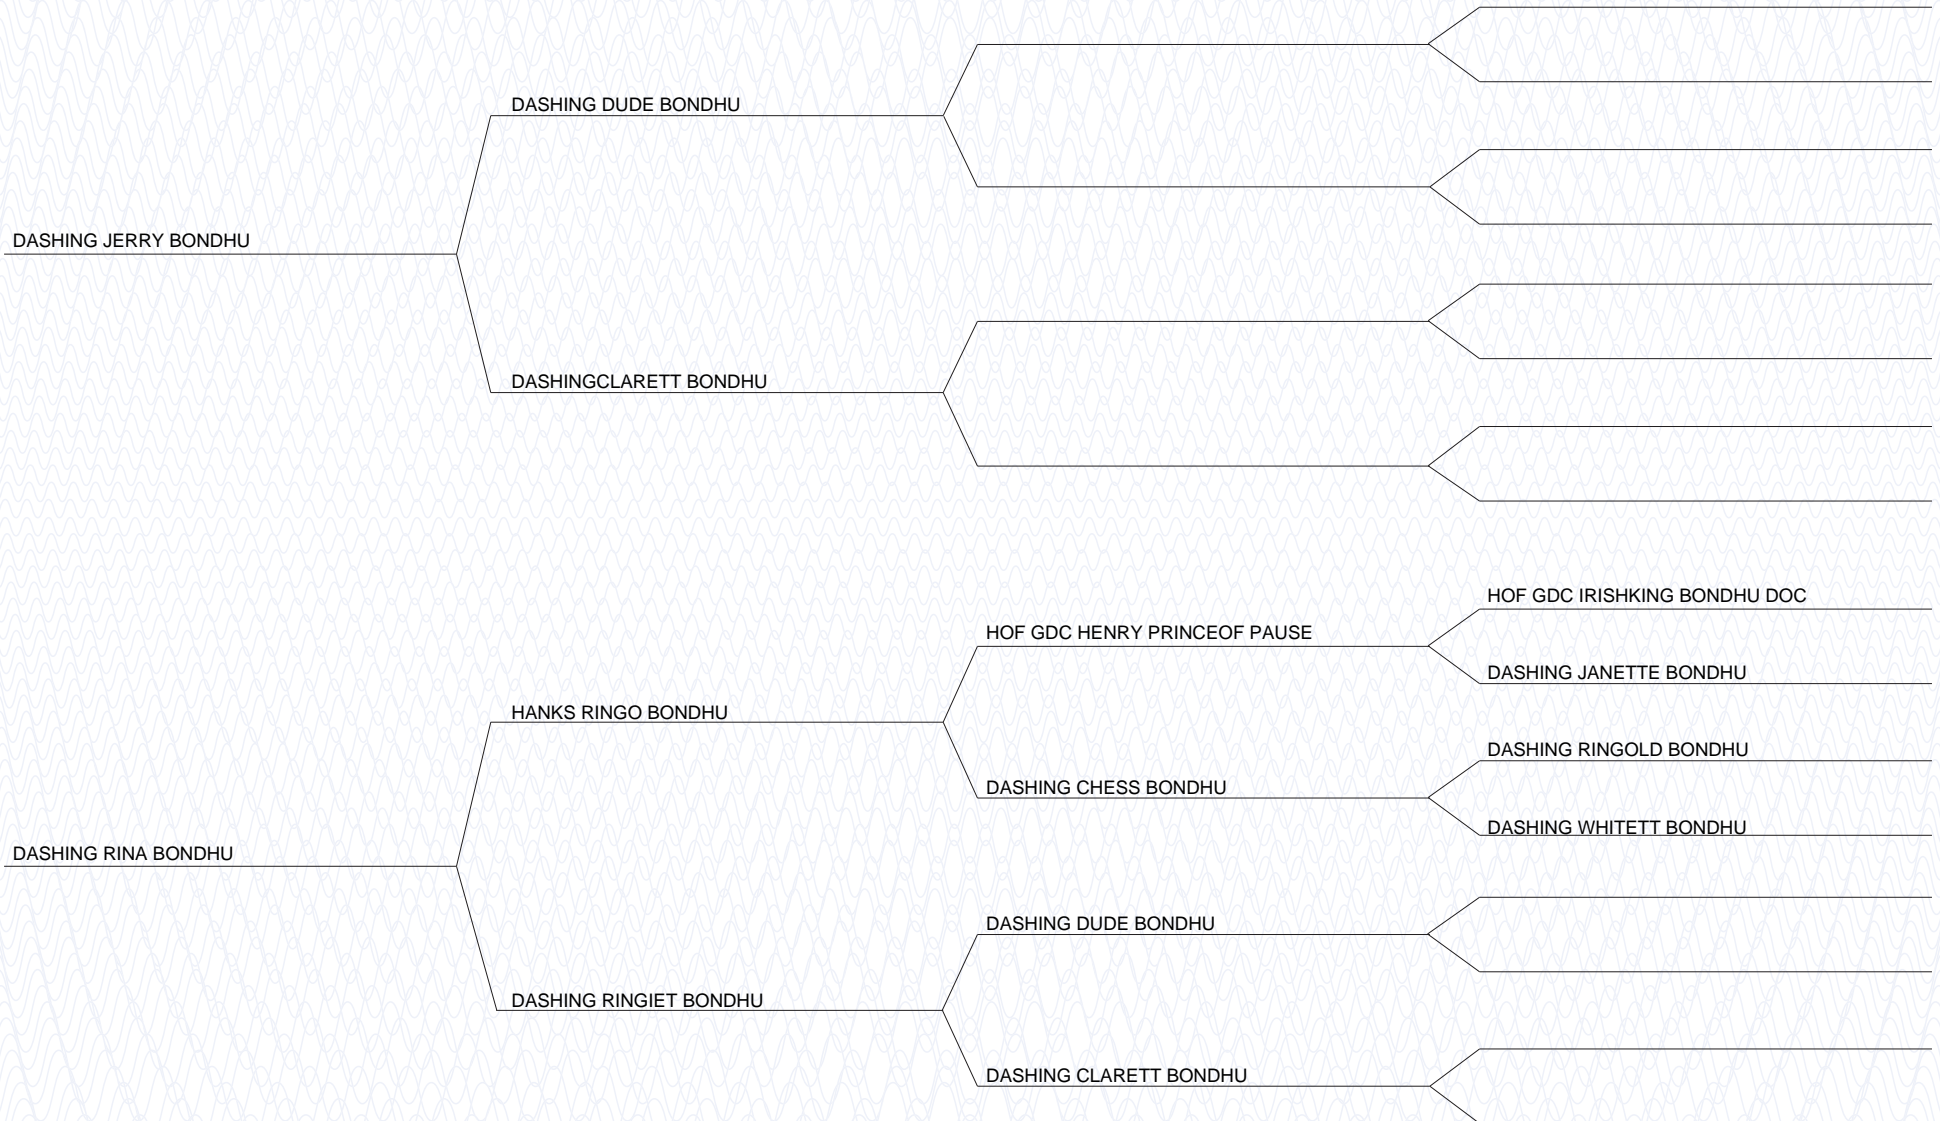 DASHING DUDE BONDHU
DASHING JERRY BONDHU
DASHINGCLARETT BONDHU
HOF GDC IRISHKING BONDHU DOC
HOF GDC HENRY PRINCEOF PAUSE
DASHING JANETTE BONDHU
HANKS RINGO BONDHU
DASHING RINGOLD BONDHU
DASHING CHESS BONDHU
DASHING WHITETT BONDHU
DASHING RINA BONDHU
DASHING DUDE BONDHU
DASHING RINGIET BONDHU
DASHING CLARETT BONDHU